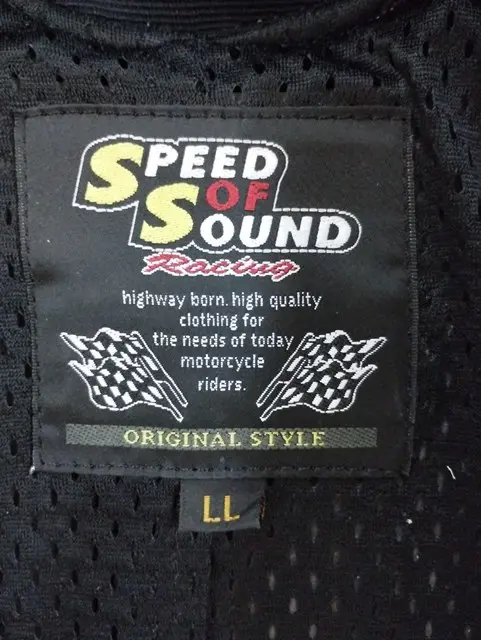 SPEED
OF
SOUND
Racing
highway born. high quality
clothing for
the needs of today
motorcycle
riders.
ORIGINAL STYLE
LL